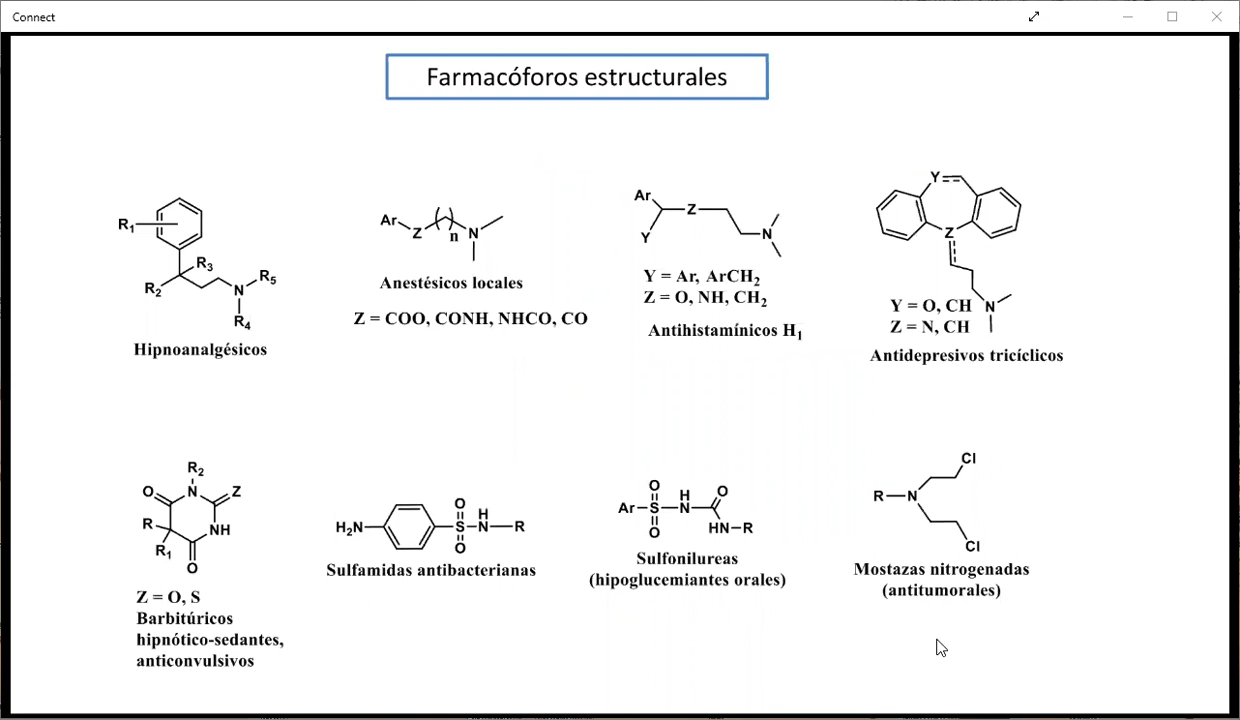 Connect
Farmacóforos estructurales
R1
R3
R2
N
R5
R4
Hipnoanalgésicos
Ar
Z
n
N
Anestésicos locales
Z = COO, CONH, NHCO, CO
Ar
Z
Y
N
Y = Ar, ArCH2
Z = O, NH, CH2
Antihistamínicos H1
Y
Z
N
Y = O, CH
Z = N, CH
Antidepresivos tricíclicos
R2
O
N
Z
R
NH
R1
O
Z = O, S
Barbitúricos
hipnótico-sedantes,
anticonvulsivos
H2N
O
S
O
H
N
R
Sulfamidas antibacterianas
Ar
O
S
O
H
N
O
HN
R
Sulfonilureas
(hipoglucemiantes orales)
Cl
R
N
Cl
Mostazas nitrogenadas
(antitumorales)